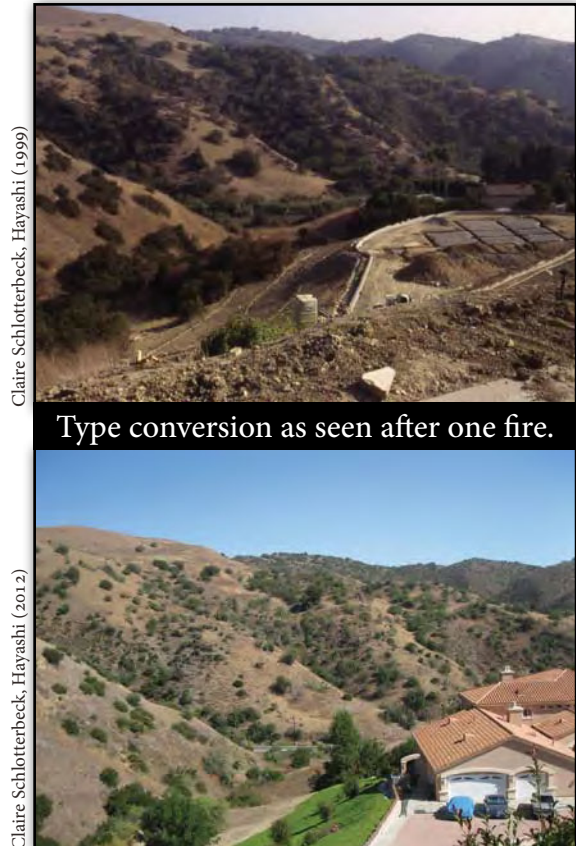 Claire Schlotterbeck, Hayashi (1999)
Type conversion as seen after one fire.
Claire Schlotterbeck, Hayashi (2012)